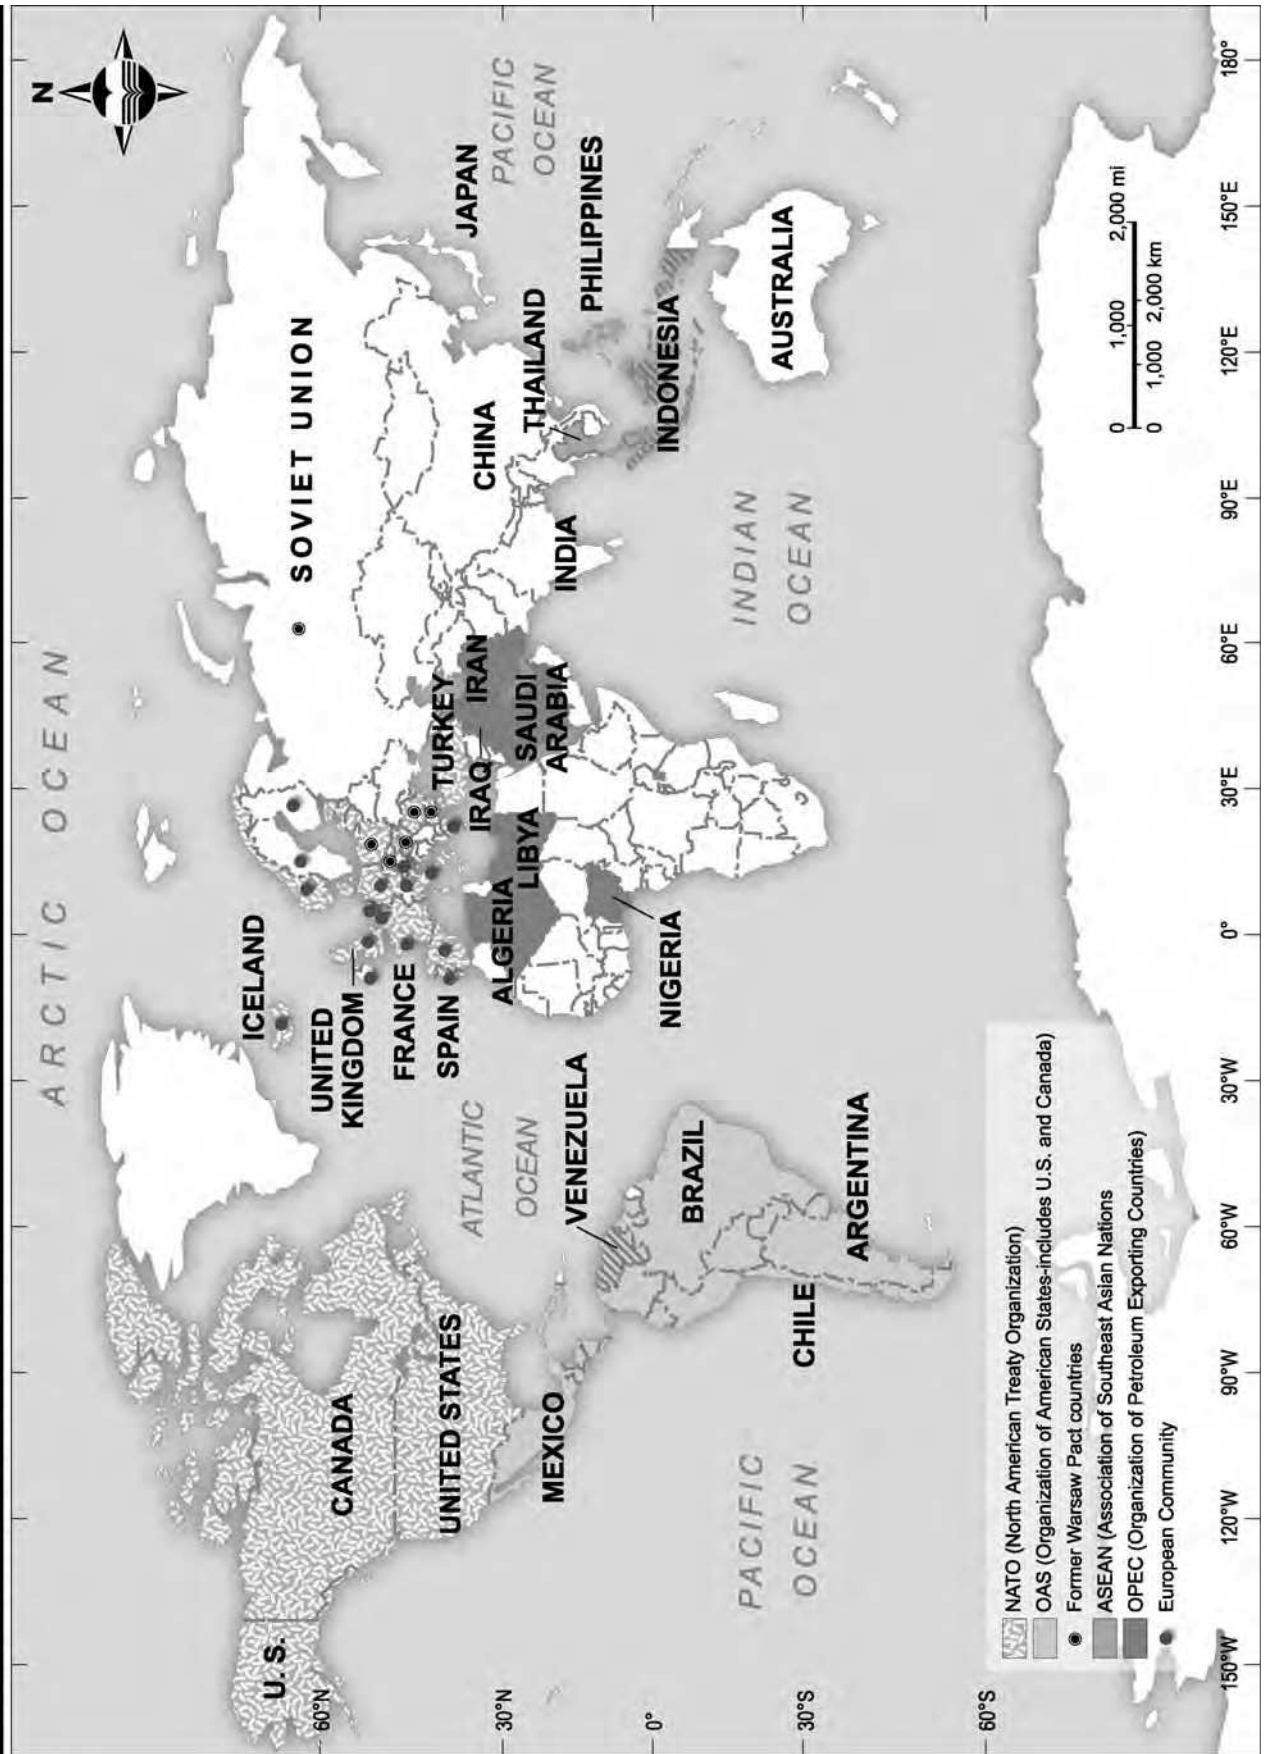 N
ARCTIC OCEAN
ICELAND
SOVIET UNION
U. S.
CANADA
UNITED
KINGDOM
FRANCE
SPAIN
UNITED STATES
TURKEY
IRAN
IRAQ
CHINA
JAPAN
PACIFIC
OCEAN
ATLANTIC
OCEAN
ALGERIA
LIBYA
SAUDI
ARABIA
INDIA
THAILAND
PHILIPPINES
MEXICO
VENEZUELA
NIGERIA
INDONESIA
BRAZIL
PACIFIC
OCEAN
INDIAN
OCEAN
AUSTRALIA
CHILE
ARGENTINA
60°N
30°N
0°
30°S
60°S
NATO (North American Treaty Organization)
OAS (Organization of American States-includes U.S. and Canada)
Former Warsaw Pact countries
ASEAN (Association of Southeast Asian Nations
OPEC (Organization of Petroleum Exporting Countries)
European Community
0 1,000 2,000 mi
0 1,000 2,000 km
150°W 120°W 90°W 60°W 30°W 0° 30°E 60°E 90°E 120°E 150°E 180°